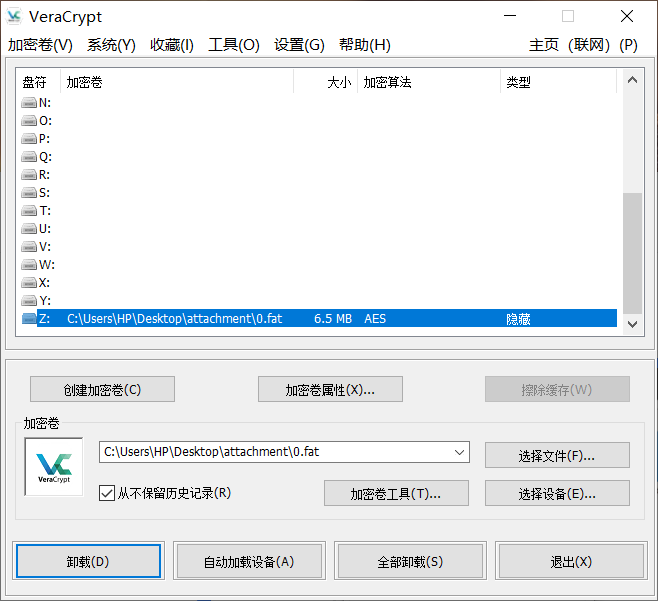 VeraCrypt
加密卷(V) 系统(Y) 收藏(I) 工具(O) 设置(G) 帮助(H) 主页 (联网) (P)
盘符 加密卷 大小 加密算法 类型
N:
O:
P:
Q:
R:
S:
T:
U:
V:
W:
X:
Y:
Z: C:\Users\HP\Desktop\attachment\0.fat 6.5 MB AES 隐藏
创建加密卷(C) 加密卷属性(X)... 擦除缓存(W)
加密卷
C:\Users\HP\Desktop\attachment\0.fat 选择文件(F)...
VeraCrypt
从不保留历史记录(R) 加密卷工具(T)... 选择设备(E)...
卸载(D) 自动加载设备(A) 全部卸载(S) 退出(X)